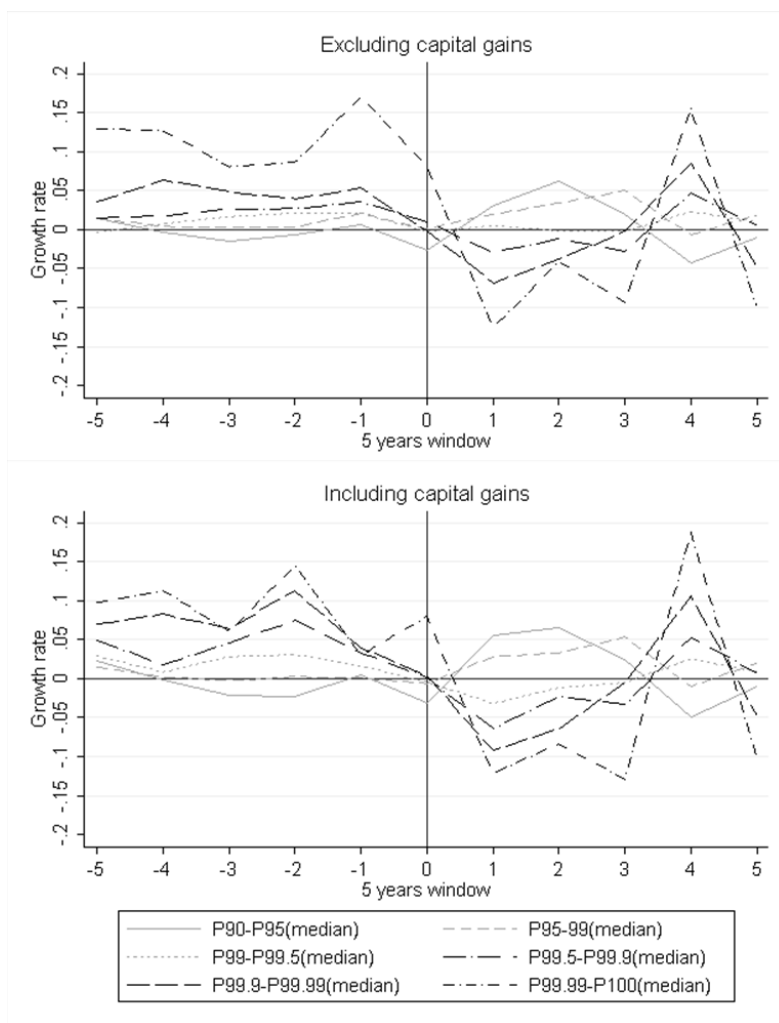 Excluding capital gains
Growth rate
.2
.15
.1
.05
0
-.05
-.1
-.15
-.2
-5 -4 -3 -2 -1 0 1 2 3 4 5
5 years window
Including capital gains
Growth rate
.2
.15
.1
.05
0
-.05
-.1
-.15
-.2
-5 -4 -3 -2 -1 0 1 2 3 4 5
5 years window
P90-P95(median) P95-99(median)
P99-P99.5(median) P99.5-P99.9(median)
P99.9-P99.99(median) P99.99-P100(median)